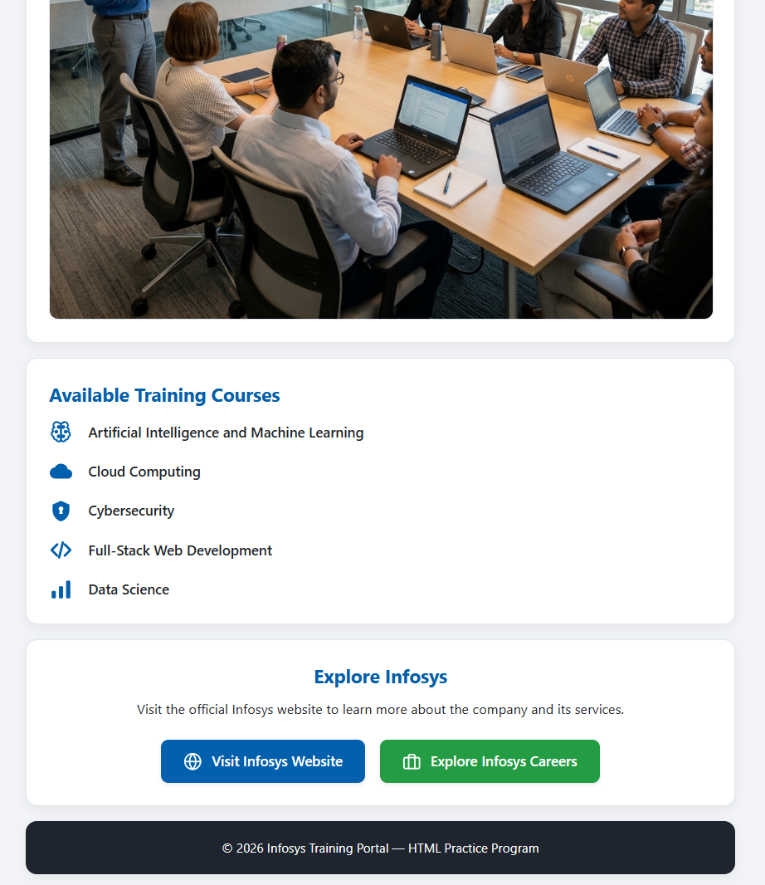 Available Training Courses
Artificial Intelligence and Machine Learning
Cloud Computing
Cybersecurity
Full-Stack Web Development
Data Science
Explore Infosys
Visit the official Infosys website to learn more about the company and its services.
Visit Infosys Website
Explore Infosys Careers
© 2026 Infosys Training Portal — HTML Practice Program